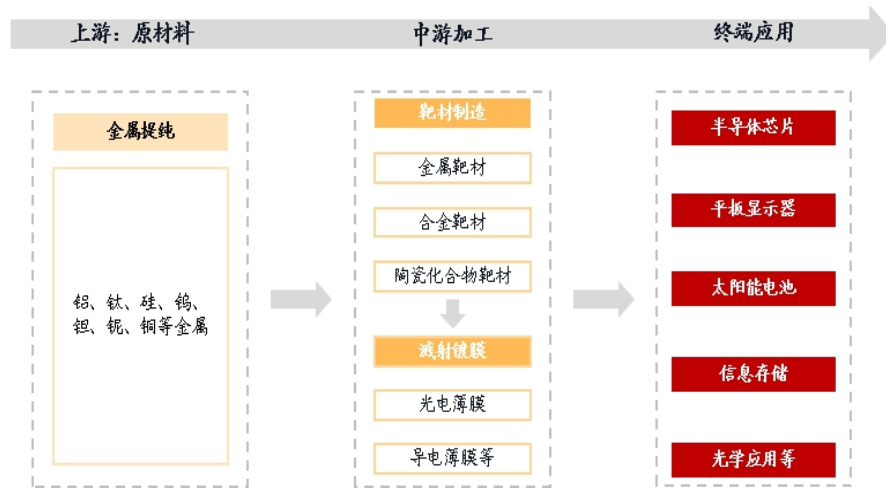 上游：原材料
中游加工
终端应用
金属提纯
铝、钛、硅、钨、
钽、铌、铜等金属
靶材制造
金属靶材
合金靶材
陶瓷化合物靶材
溅射镀膜
光电薄膜
导电薄膜等
半导体芯片
平板显示器
太阳能电池
信息存储
光学应用等